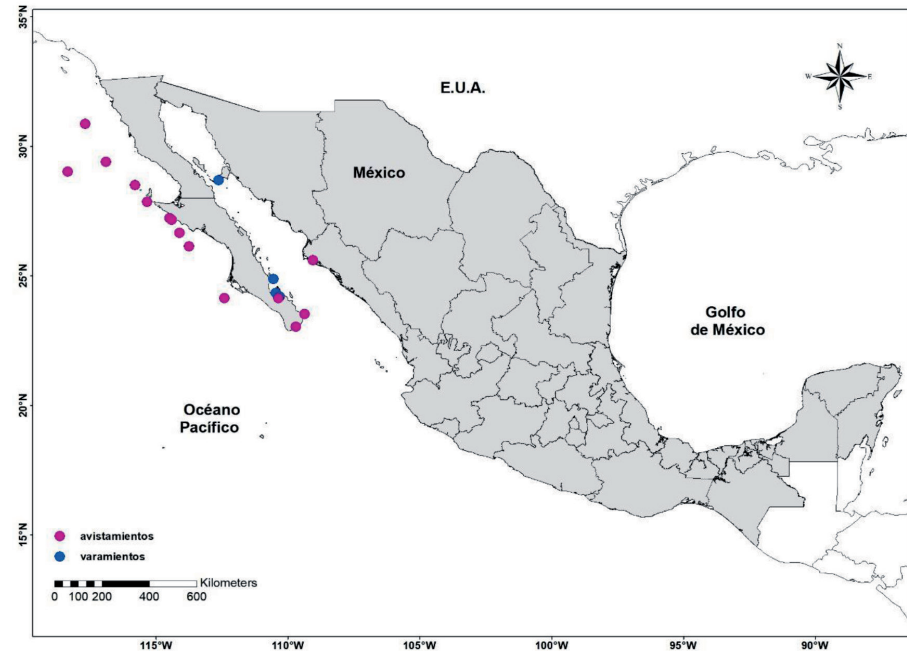 35°N
30°N
25°N
20°N
15°N
N
W
E
S
E.U.A.
México
Golfo
de México
Océano
Pacífico
avistamientos
varamientos
Kilometers
0 100 200 400 600
115°W
110°W
105°W
100°W
95°W
90°W